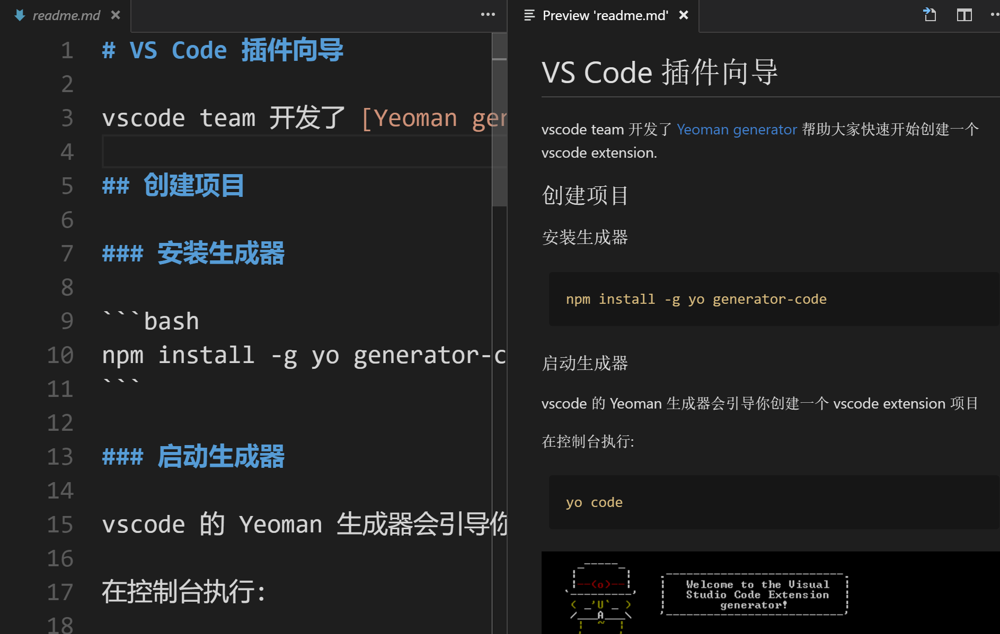 readme.md
1 # VS Code 插件向导
2
3 vscode team 开发了 [Yeoman ger
4
5 ## 创建项目
6
7 ### 安装生成器
8
9 ```bash
10 npm install -g yo generator-c
11 ```
12
13 ### 启动生成器
14
15 vscode 的 Yeoman 生成器会引导你
16
17 在控制台执行:
18
Preview 'readme.md'
VS Code 插件向导
vscode team 开发了 Yeoman generator 帮助大家快速开始创建一个
vscode extension.
创建项目
安装生成器
npm install -g yo generator-code
启动生成器
vscode 的 Yeoman 生成器会引导你创建一个 vscode extension 项目
在控制台执行:
yo code
Welcome to the Visual
Studio Code Extension
generator!